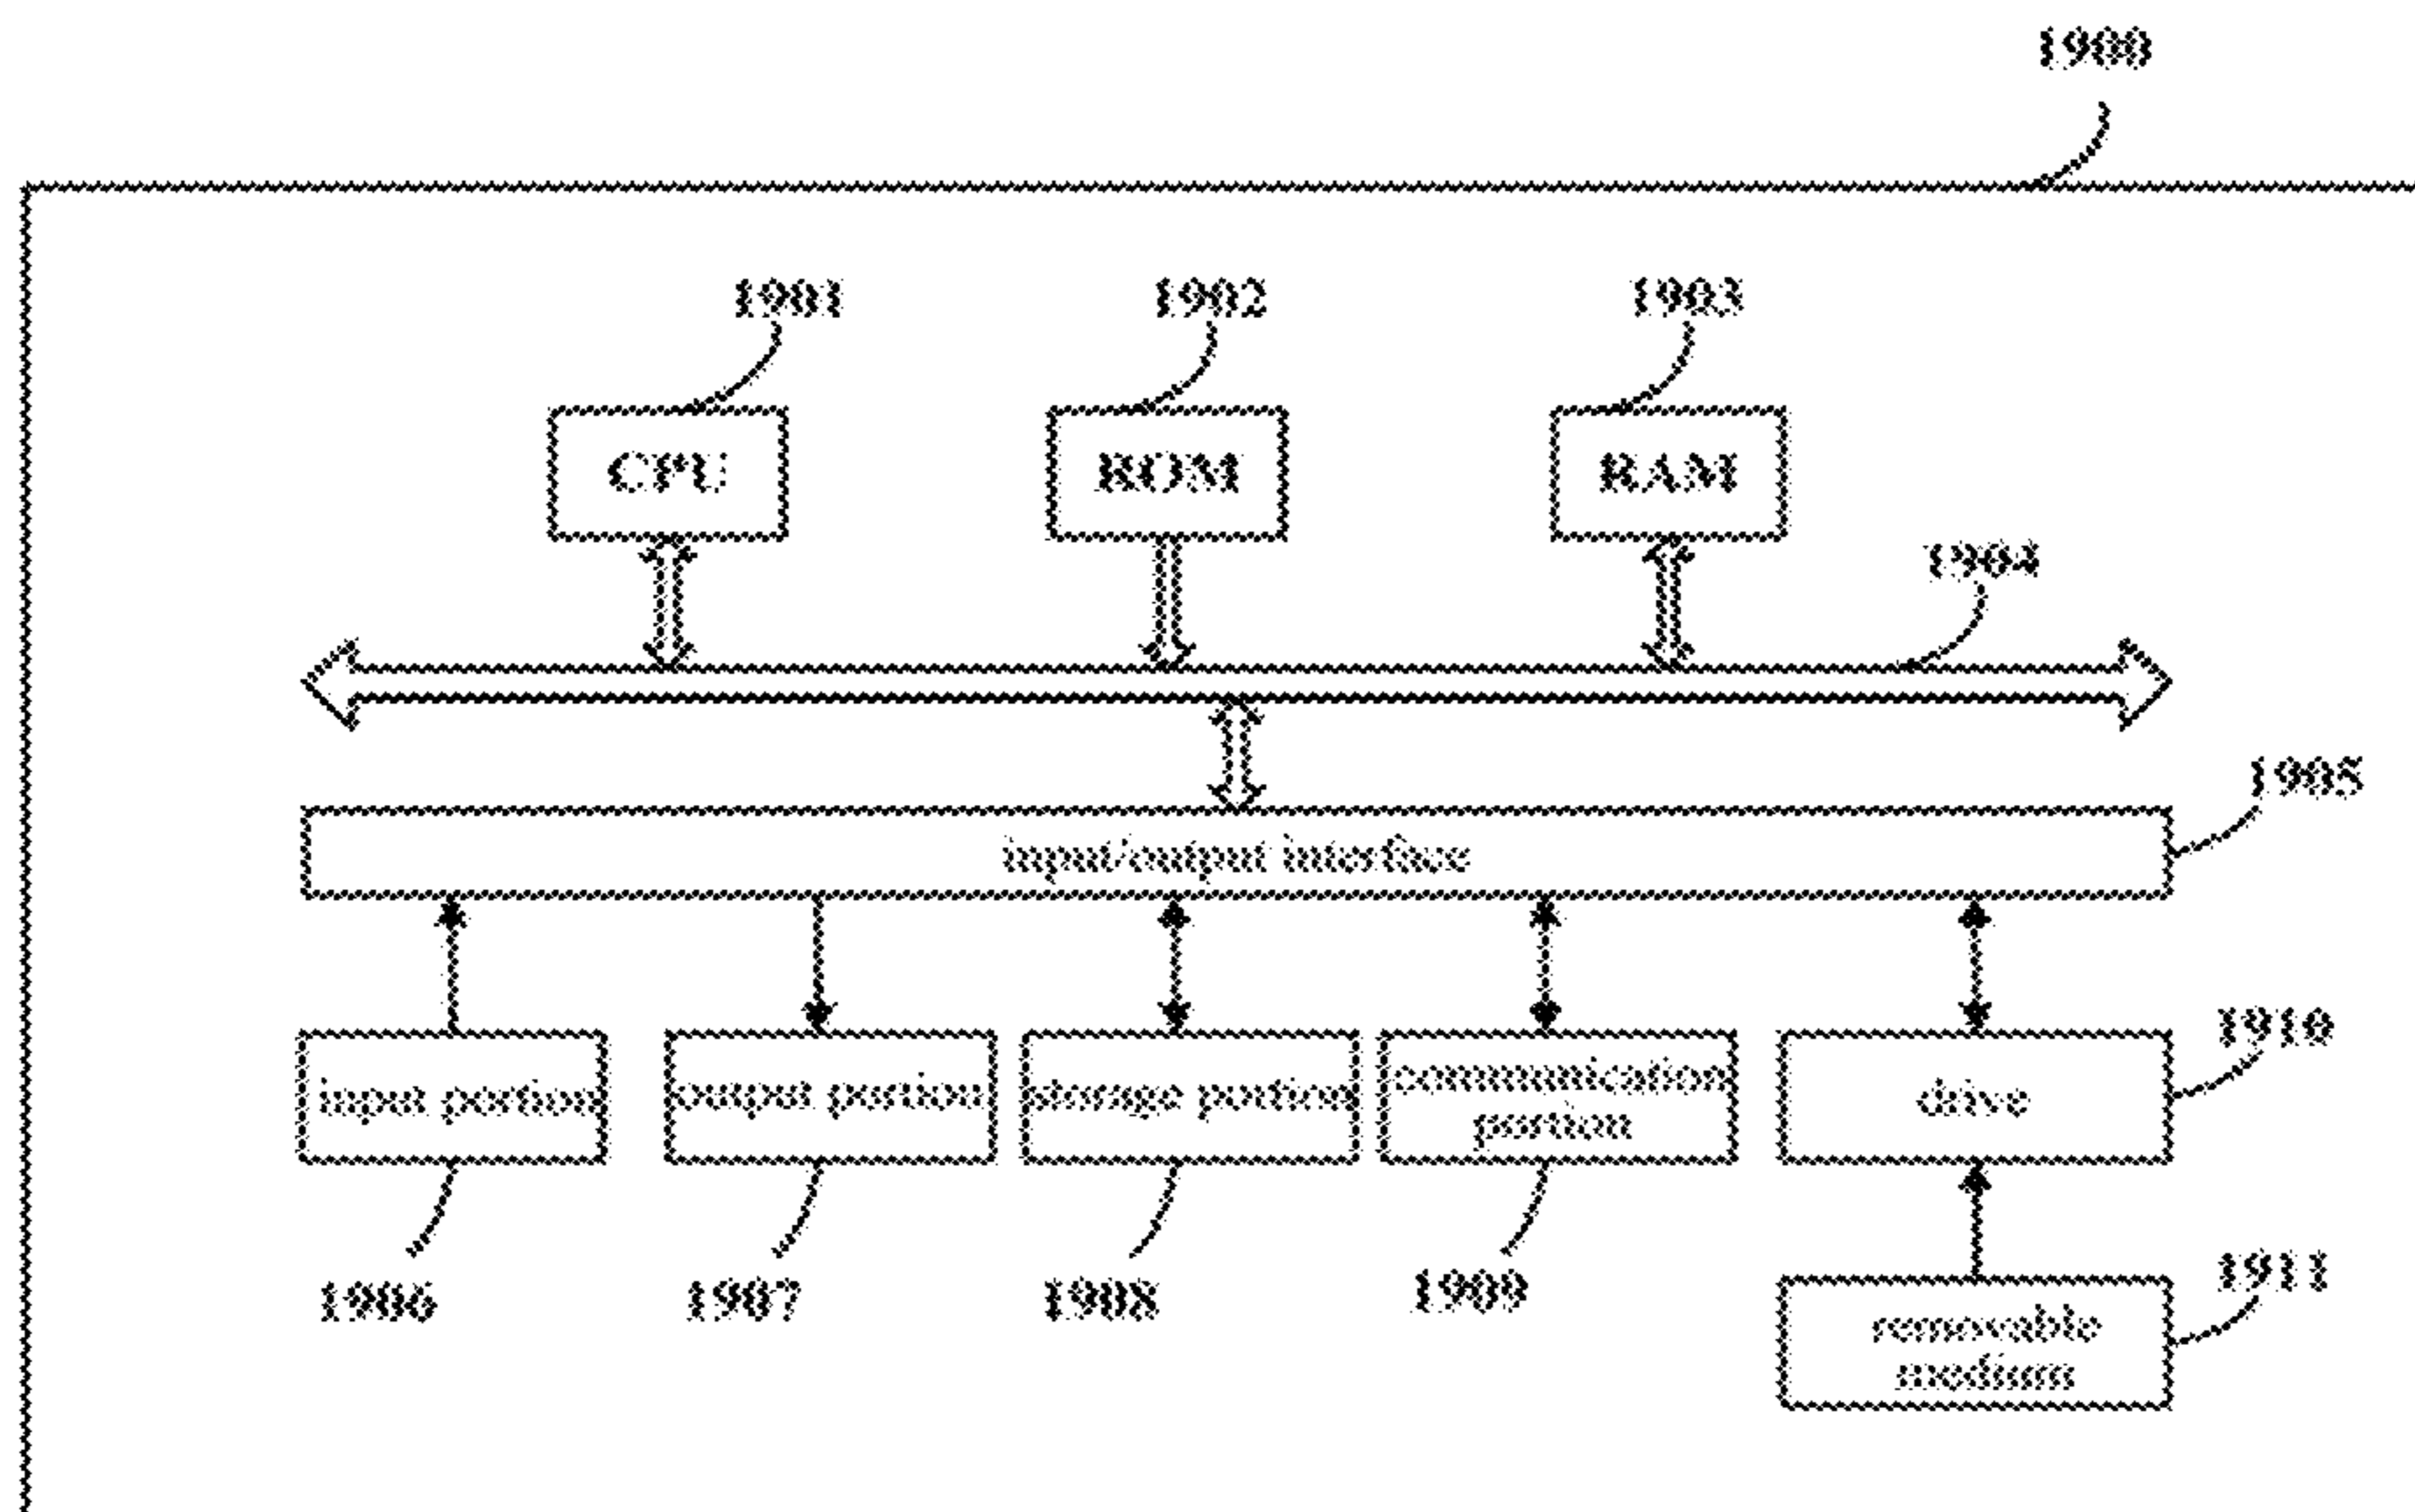 1900
1901
1902
1903
CPU
ROM
RAM
1904
1905
input/output interface
1910
input portion
output portion
storage portion
communication
portion
drive
1906
1907
1908
1909
1911
removable
medium